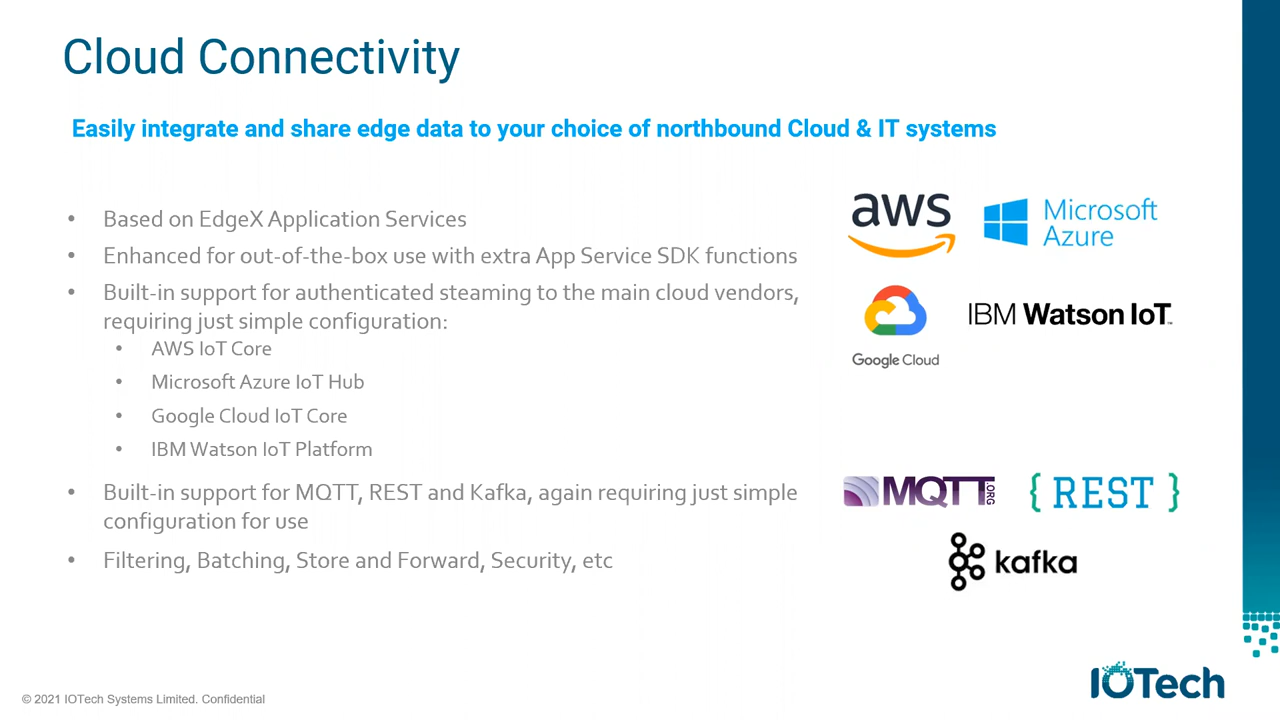 Cloud Connectivity
Easily integrate and share edge data to your choice of northbound Cloud & IT systems
• Based on EdgeX Application Services
• Enhanced for out-of-the-box use with extra App Service SDK functions
• Built-in support for authenticated steaming to the main cloud vendors,
requiring just simple configuration:
• AWS IoT Core
• Microsoft Azure IoT Hub
• Google Cloud IoT Core
• IBM Watson IoT Platform
• Built-in support for MQTT, REST and Kafka, again requiring just simple
configuration for use
• Filtering, Batching, Store and Forward, Security, etc
aws
Microsoft
Azure
Google Cloud
IBM Watson IoT™
MQTT.ORG
{ REST }
kafka
© 2021 IOTech Systems Limited. Confidential
IOTech